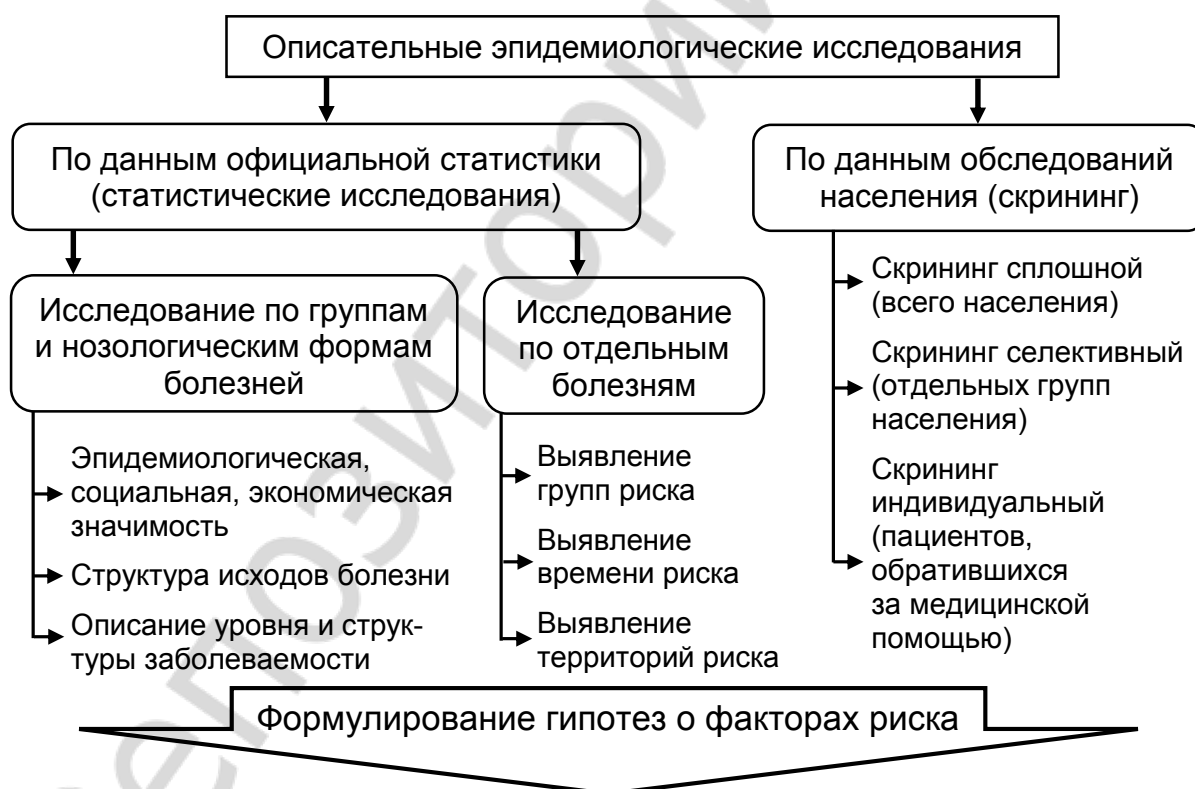 Описательные эпидемиологические исследования
По данным официальной статистики
(статистические исследования)
По данным обследований
населения (скрининг)
Исследование по группам
и нозологическим формам
болезней
Эпидемиологическая,
социальная, экономическая
значимость
Структура исходов болезни
Описание уровня и струк-
туры заболеваемости
Исследование
по отдельным
болезням
Выявление
групп риска
Выявление
времени риска
Выявление
территорий риска
Скрининг сплошной
(всего населения)
Скрининг селективный
(отдельных групп
населения)
Скрининг
индивидуальный
(пациентов,
обратившихся
за медицинской
помощью)
Формулирование гипотез о факторах риска